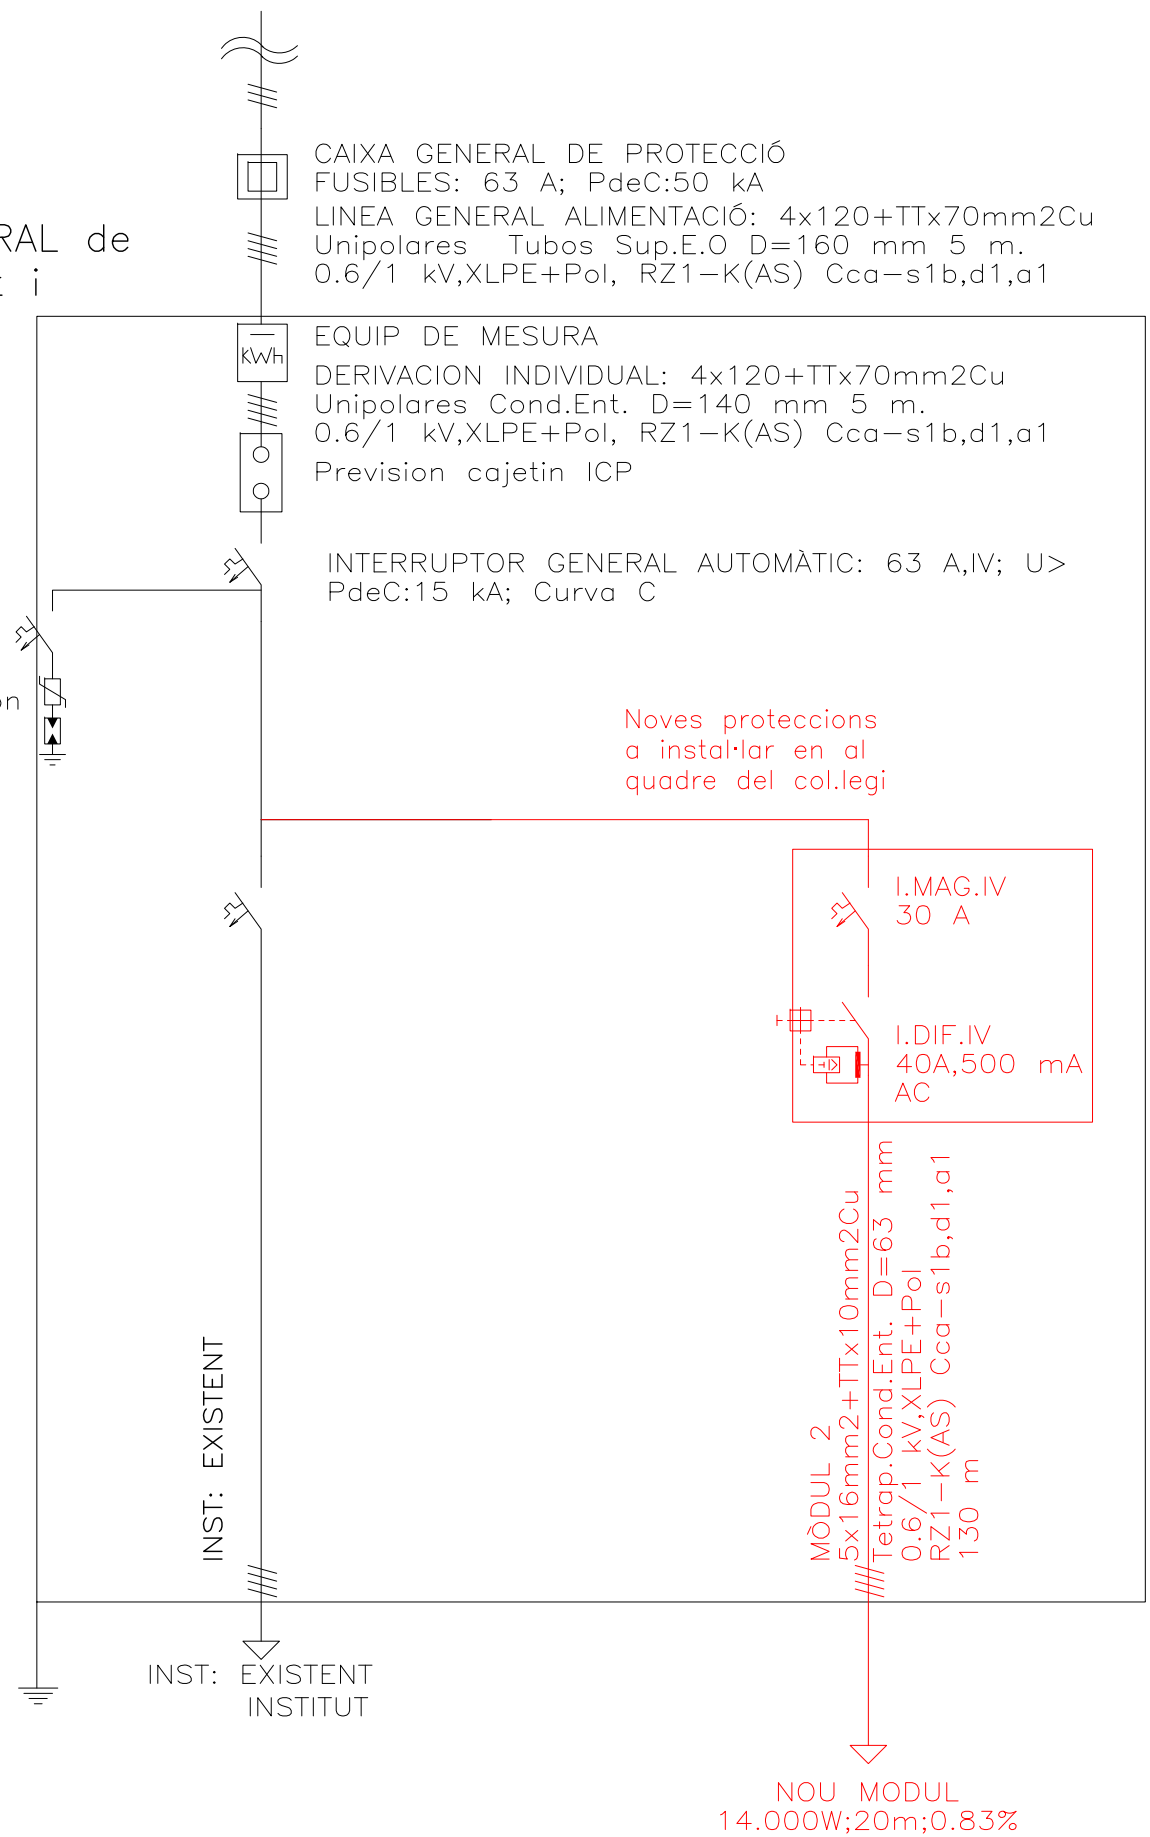 CAIXA GENERAL DE PROTECCIÓ
FUSIBLES: 63 A; PdeC:50 kA
LINEA GENERAL ALIMENTACIÓ: 4x120+TTx70mm2Cu
Unipolares Tubos Sup.E.O D=160 mm 5 m.
0.6/1 kV,XLPE+Pol, RZ1-K(AS) Cca-s1b,d1,a1
de
i
kWh
EQUIP DE MESURA
DERIVACION INDIVIDUAL: 4x120+TTx70mm2Cu
Unipolares Cond.Ent. D=140 mm 5 m.
0.6/1 kV,XLPE+Pol, RZ1-K(AS) Cca-s1b,d1,a1
Prevision cajetin ICP
INTERRUPTOR GENERAL AUTOMÀTIC: 63 A,IV; U>
PdeC:15 kA; Curva C
Noves proteccions
a instal·lar en al
quadre del col.legi
I.MAG.IV
30 A
I.DIF.IV
40A,500 mA
AC
INST: EXISTENT
MÒDUL 2
5x16mm2+TTx10mm2Cu
Tetrap.Cond.Ent. D=63 mm
0.6/1 kV,XLPE+Pol
RZ1-K(AS) Cca-s1b,d1,a1
130 m
INST: EXISTENT
INSTITUT
NOU MODUL
14.000W;20m;0.83%